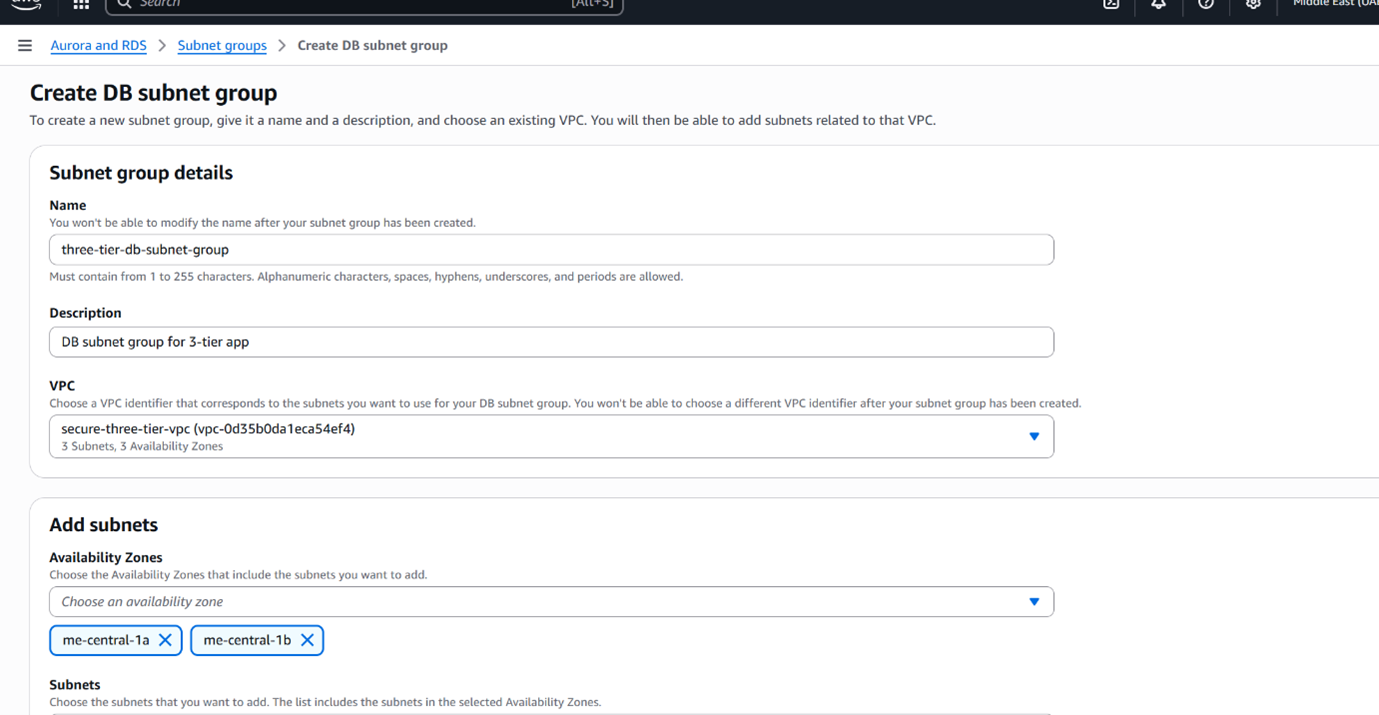 Search
[Alt+S]
Aurora and RDS > Subnet groups > Create DB subnet group
Create DB subnet group
To create a new subnet group, give it a name and a description, and choose an existing VPC. You will then be able to add subnets related to that VPC.
Subnet group details
Name
You won't be able to modify the name after your subnet group has been created.
three-tier-db-subnet-group
Must contain from 1 to 255 characters. Alphanumeric characters, spaces, hyphens, underscores, and periods are allowed.
Description
DB subnet group for 3-tier app
VPC
Choose a VPC identifier that corresponds to the subnets you want to use for your DB subnet group. You won't be able to choose a different VPC identifier after your subnet group has been created.
secure-three-tier-vpc (vpc-0d35b0da1eca54ef4)
3 Subnets, 3 Availability Zones
Add subnets
Availability Zones
Choose the Availability Zones that include the subnets you want to add.
Choose an availability zone
me-central-1a
me-central-1b
Subnets
Choose the subnets that you want to add. The list includes the subnets in the selected Availability Zones.